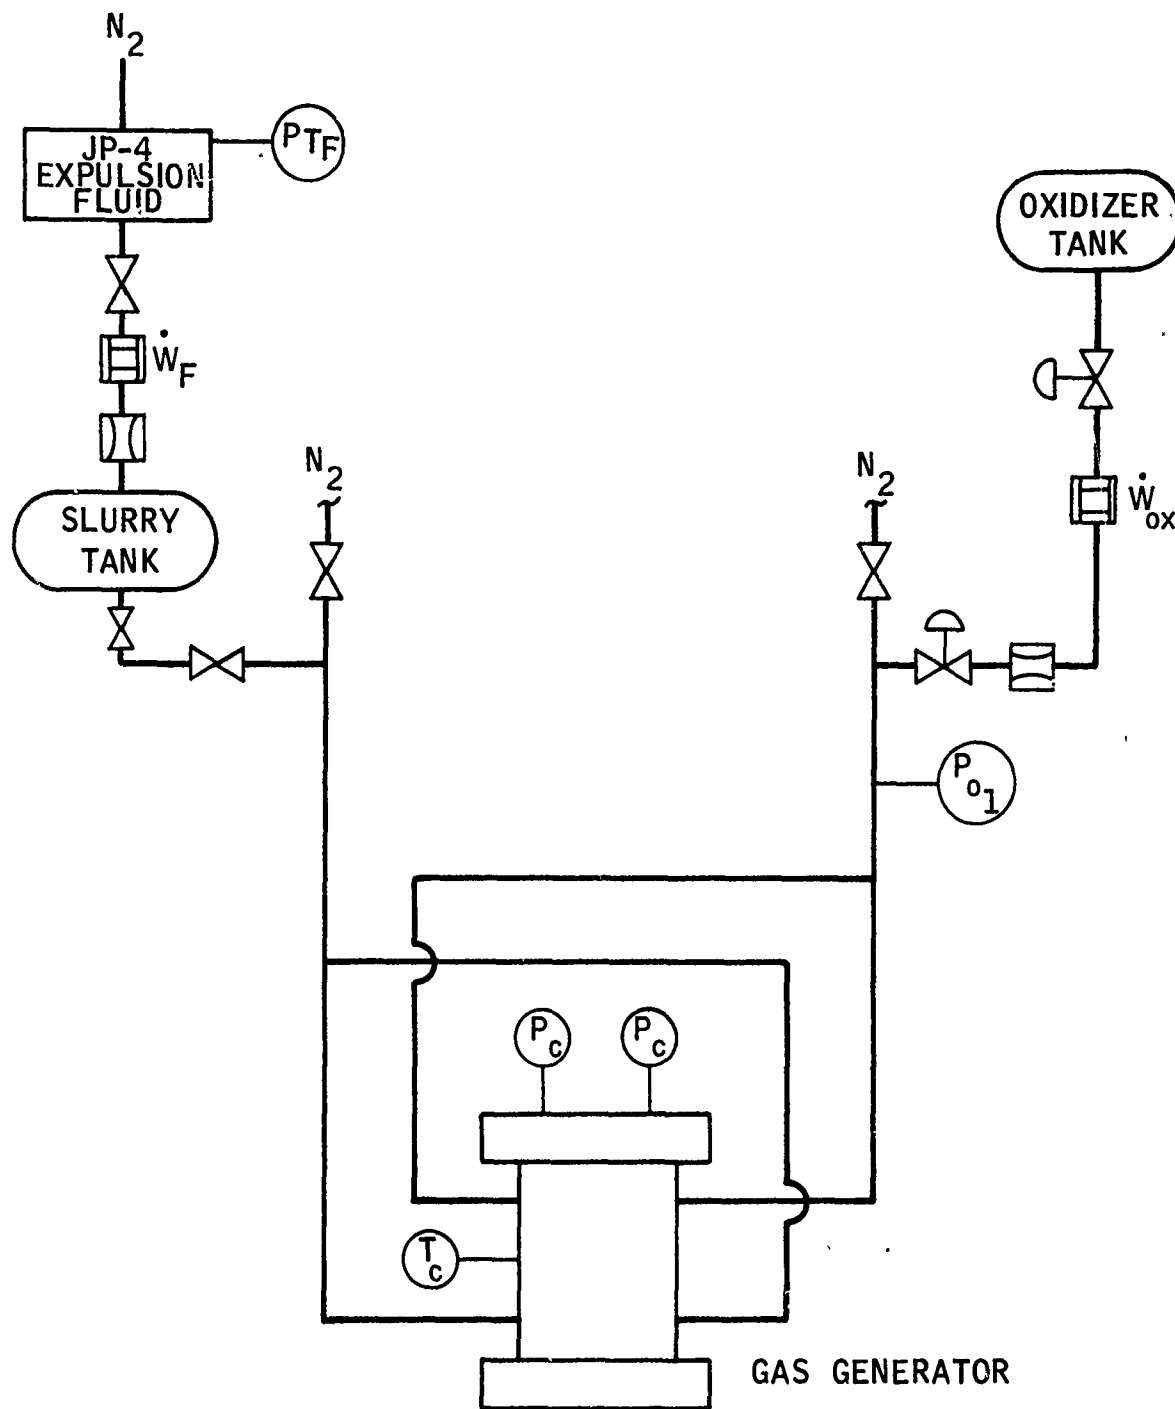 N2
JP-4
EXPULSION
FLUID
PTF
OXIDIZER
TANK
ẆF
N2
N2
Ẇox
SLURRY
TANK
Po1
Pc
Pc
Tc
GAS GENERATOR